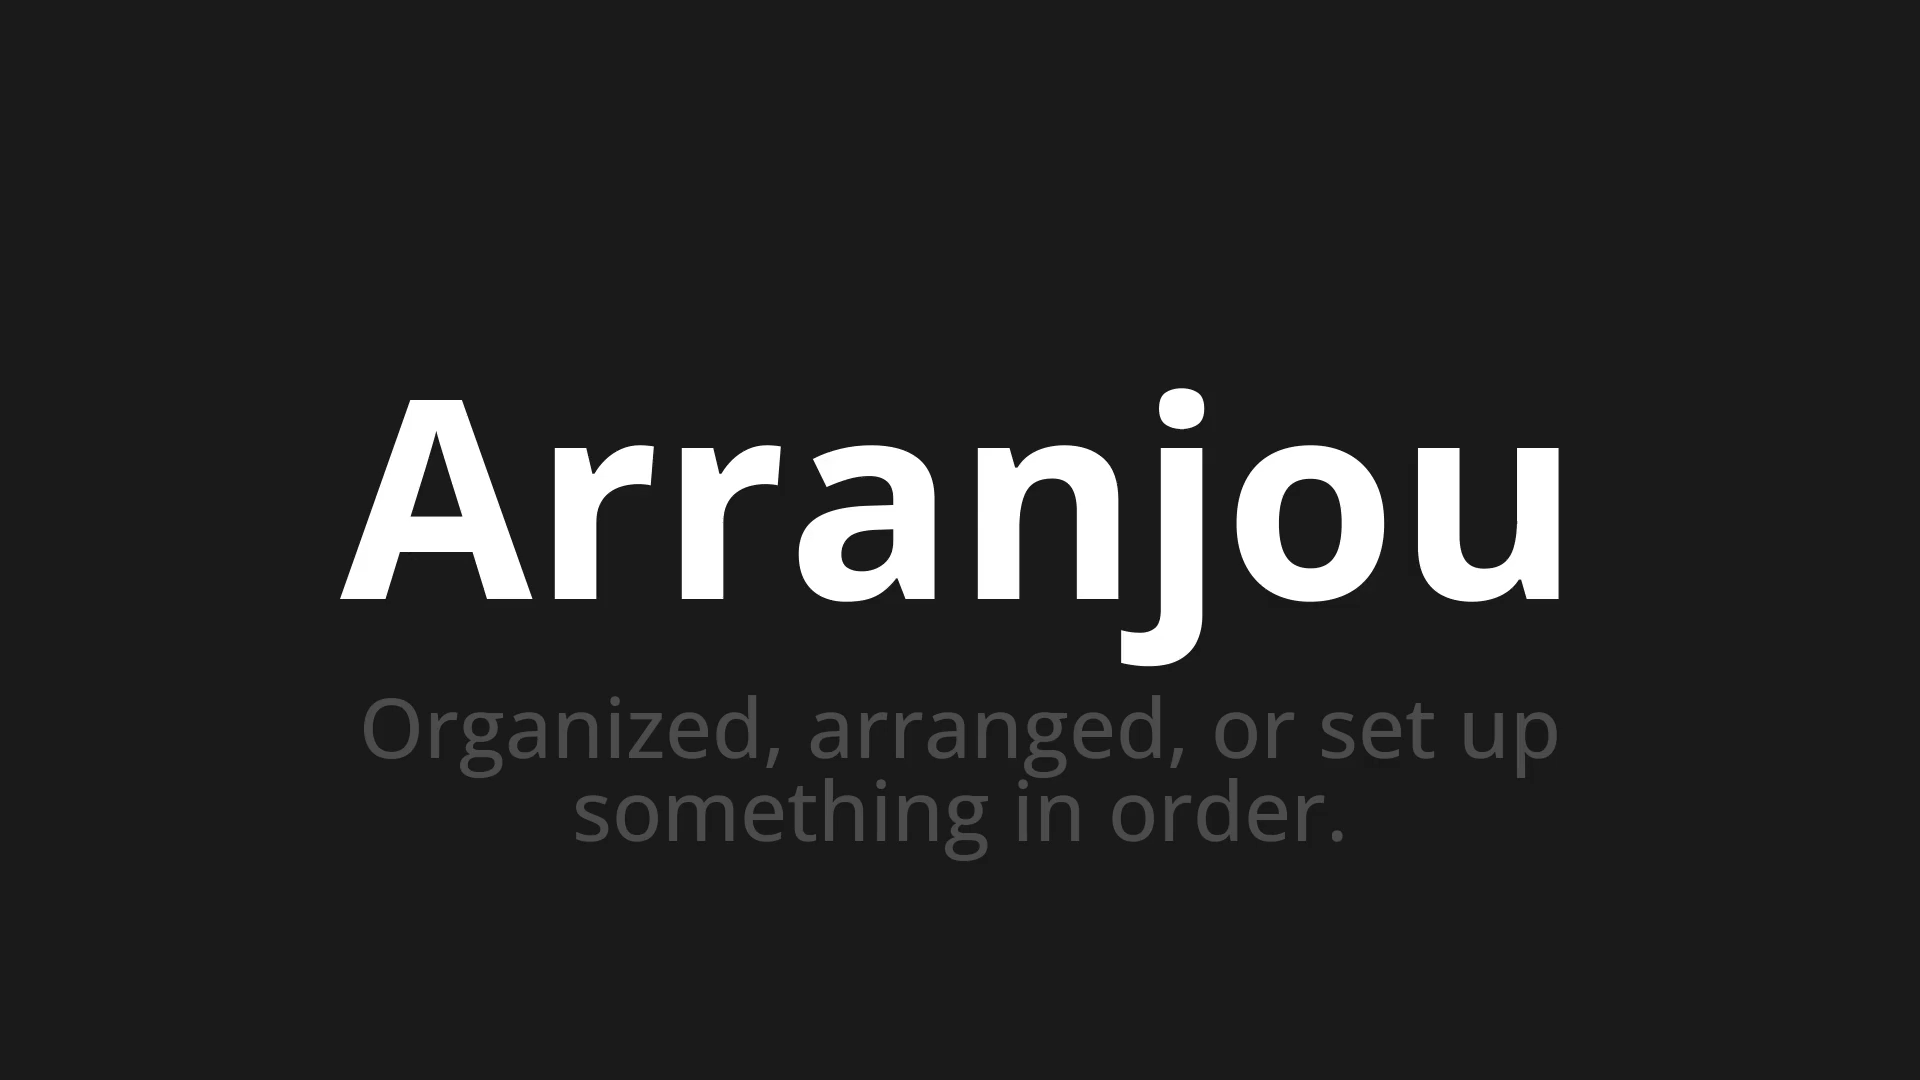 Arranjou
Organized, arranged, or set up
something in order.